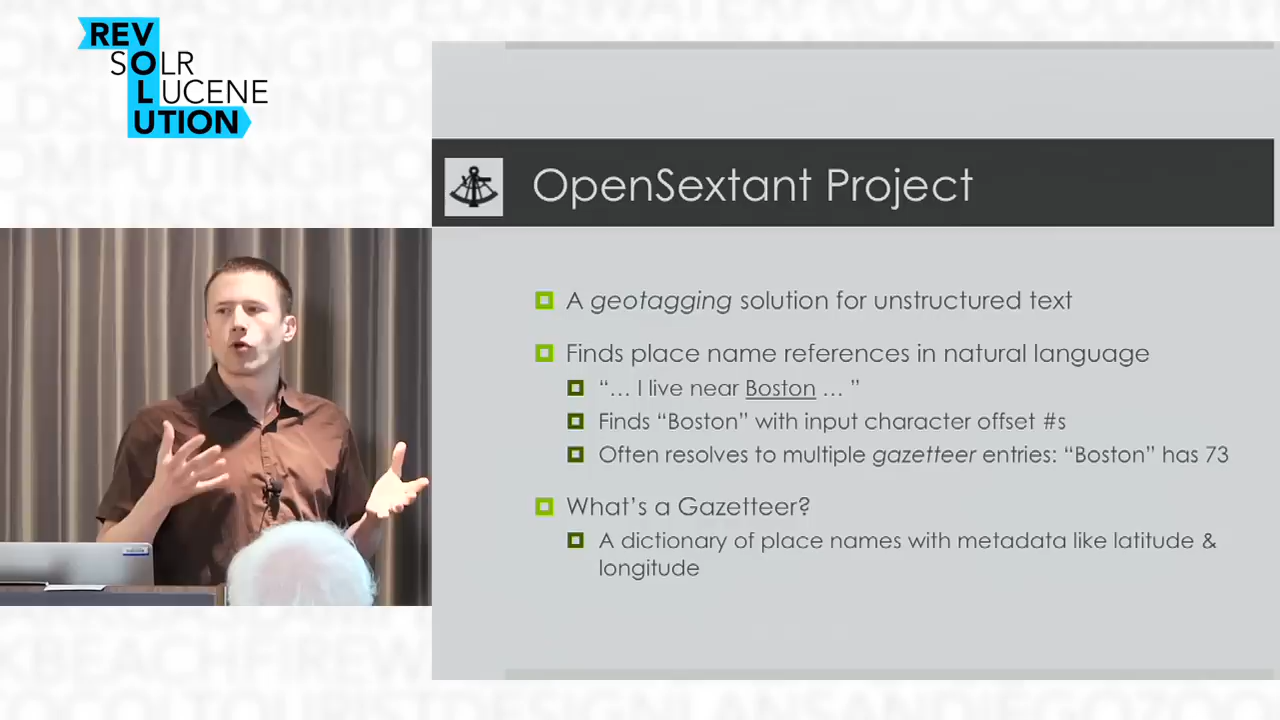 REV
SOLR
LUCENE
UTION
OpenSextant Project
A geotagging solution for unstructured text
Finds place name references in natural language
“… I live near Boston … ”
Finds “Boston” with input character offset #s
Often resolves to multiple gazetteer entries: “Boston” has 73
What’s a Gazetteer?
A dictionary of place names with metadata like latitude &
longitude